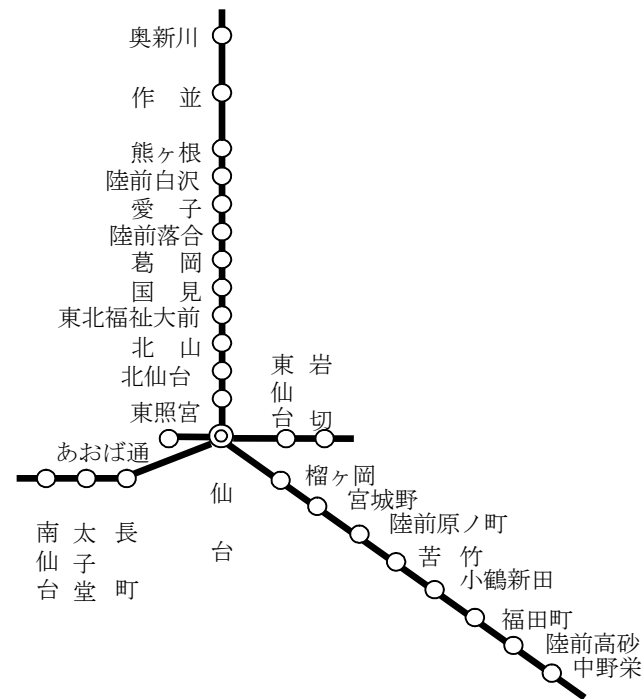 奥新川
作並
熊ヶ根
陸前白沢
愛子
陸前落合
葛岡
国見
東北福祉大前
北山
北仙台
東照宮
東仙台
岩切
あおば通
仙台
榴ヶ岡
宮城野
陸前原ノ町
苦竹
小鶴新田
福田町
陸前高砂
中野栄
南仙台
太子堂
長町